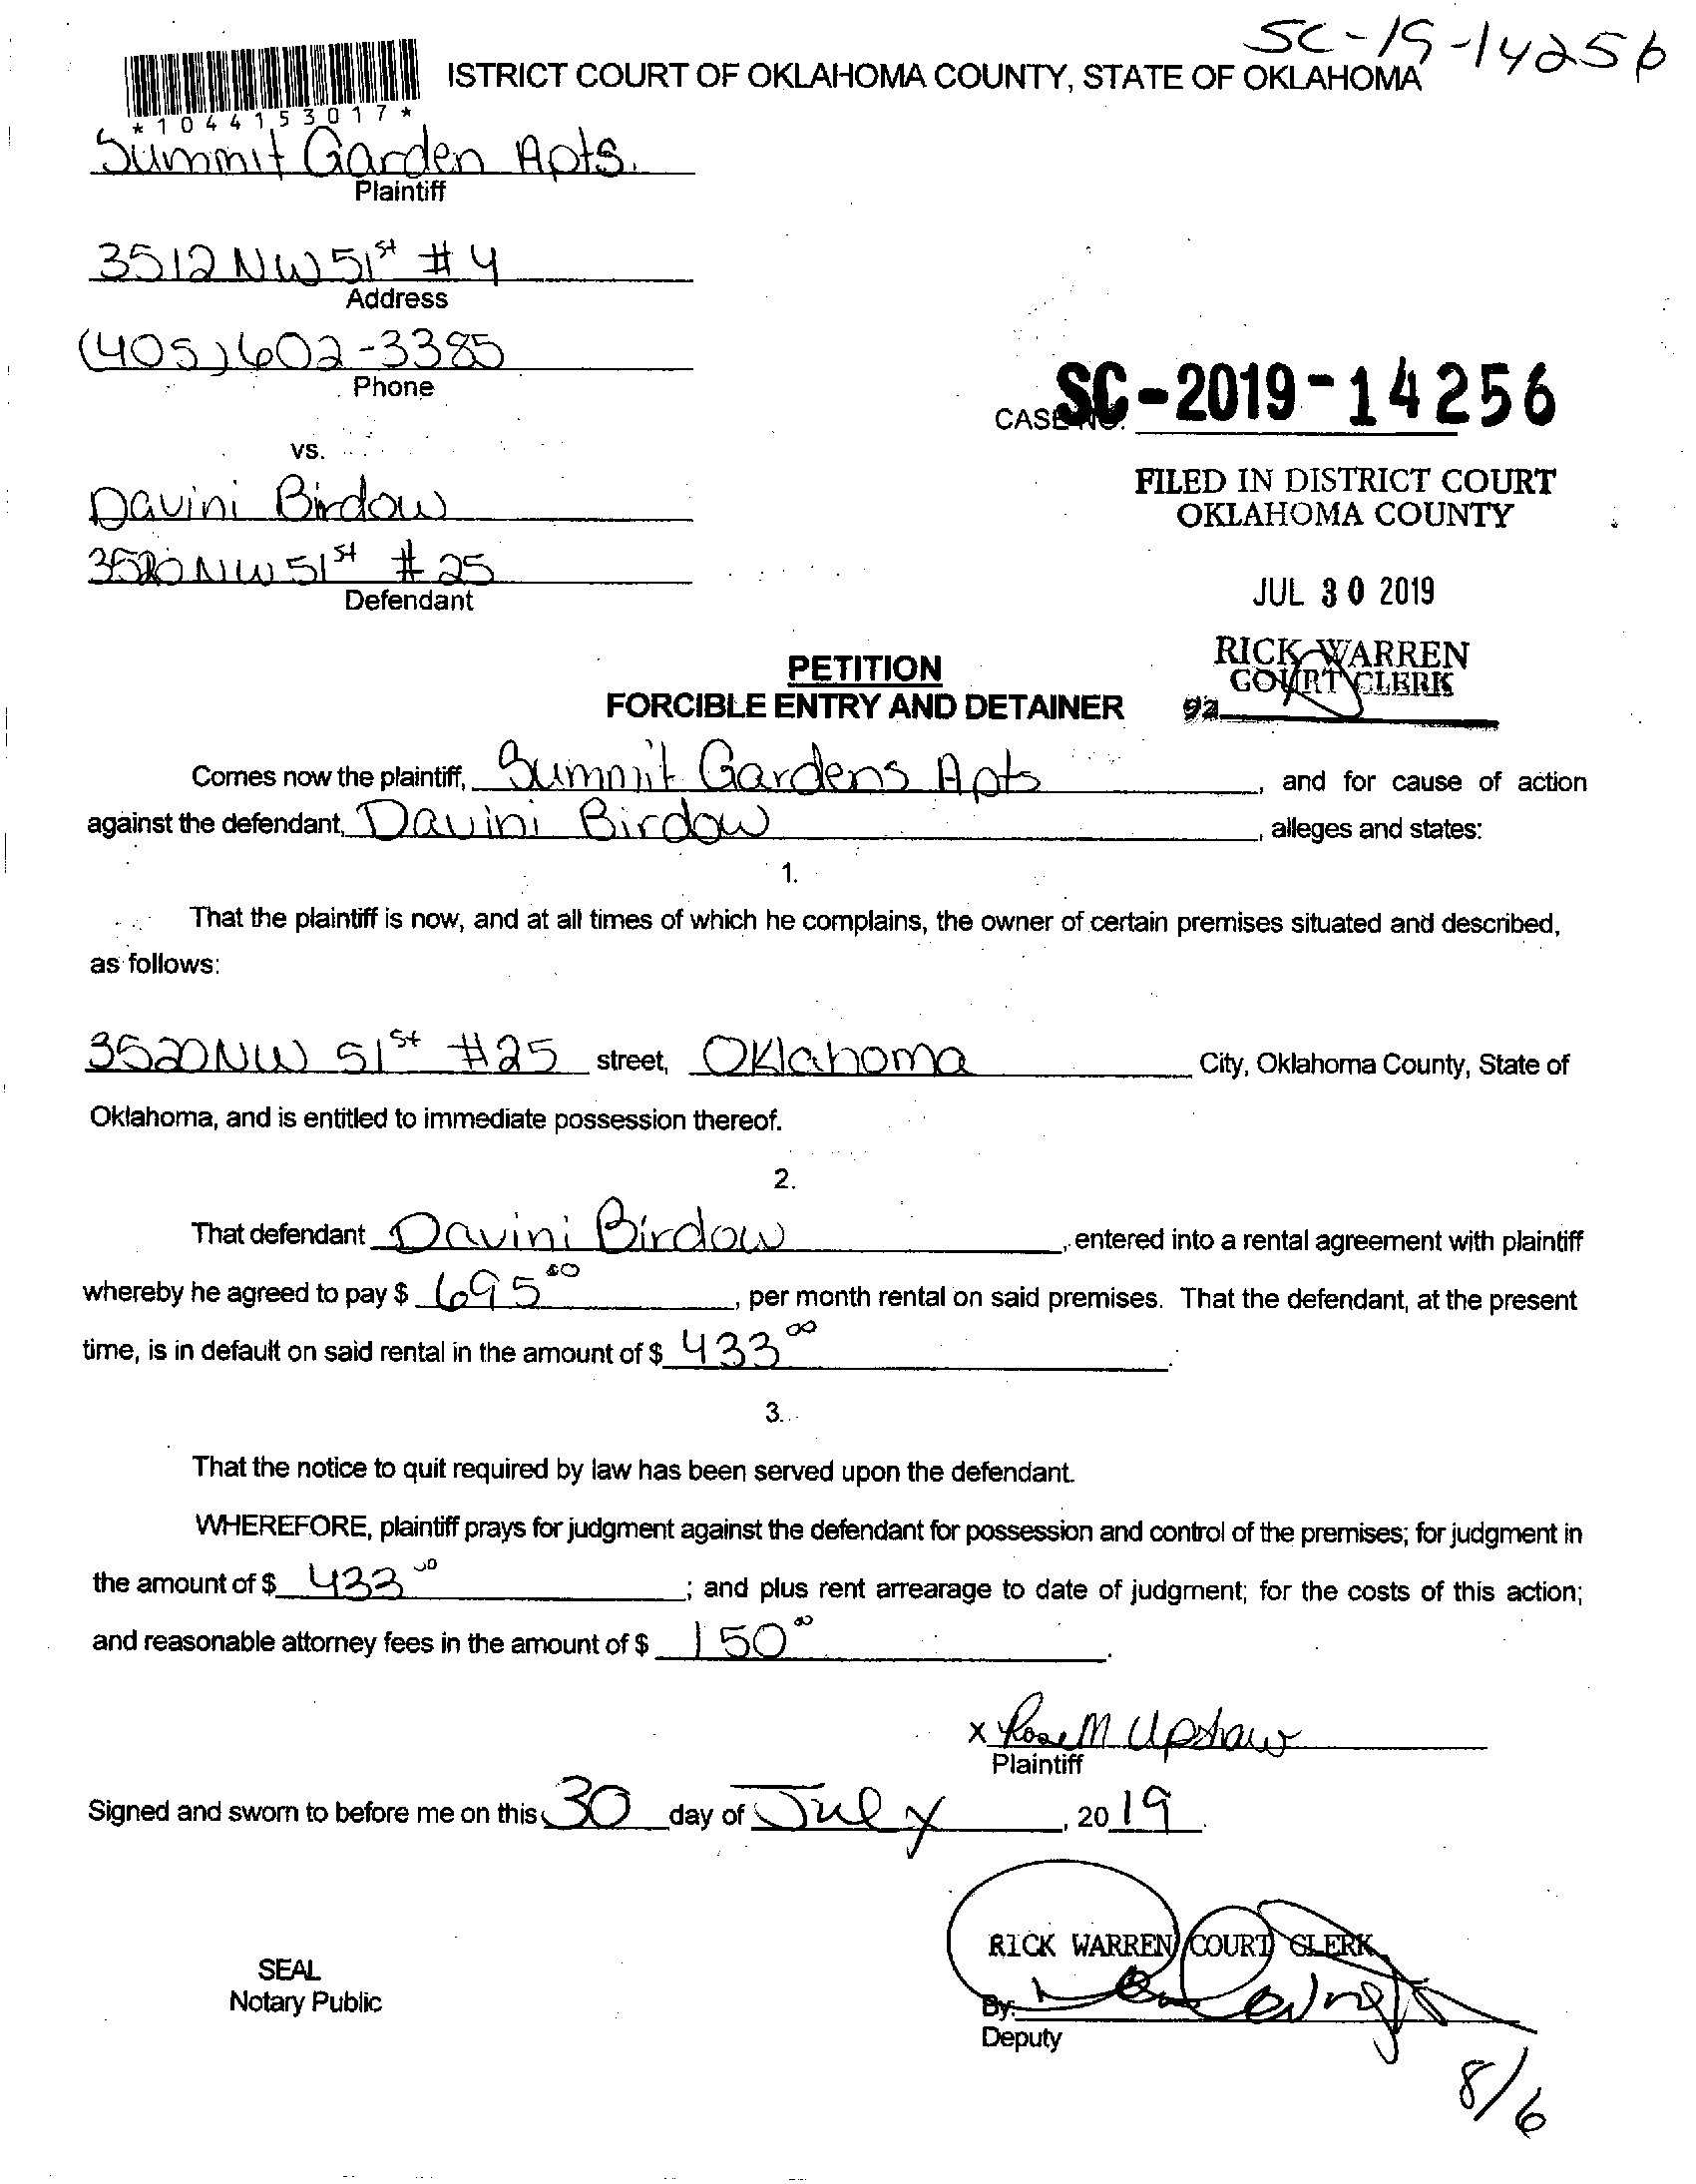 SC-19-14256
ISTRICT COURT OF OKLAHOMA COUNTY, STATE OF OKLAHOMA
*1044153017*
Summit Garden Apts.
Plaintiff
3512 NW 51st #4
Address
(405) 602-3385
Phone
CASE NO. SC-2019-14256
vs.
FILED IN DISTRICT COURT
OKLAHOMA COUNTY
Davini Birdow
3520 NW 51st #25
Defendant
JUL 30 2019
RICK WARREN
COURT CLERK
92
PETITION
FORCIBLE ENTRY AND DETAINER
Comes now the plaintiff, Summit Gardens Apts, and for cause of action
against the defendant, Davini Birdow, alleges and states:
1.
That the plaintiff is now, and at all times of which he complains, the owner of certain premises situated and described,
as follows:
3520 NW 51st #25 street, Oklahoma City, Oklahoma County, State of
Oklahoma, and is entitled to immediate possession thereof.
2.
That defendant Davini Birdow, entered into a rental agreement with plaintiff
whereby he agreed to pay $ 695 00, per month rental on said premises. That the defendant, at the present
time, is in default on said rental in the amount of $ 433 00.
3.
That the notice to quit required by law has been served upon the defendant.
WHEREFORE, plaintiff prays for judgment against the defendant for possession and control of the premises; for judgment in
the amount of $ 433 00; and plus rent arrearage to date of judgment; for the costs of this action;
and reasonable attorney fees in the amount of $ 150 00.
x Rose M Upshaw
Plaintiff
Signed and sworn to before me on this 30 day of July, 2019.
RICK WARREN COURT CLERK
SEAL
Notary Public
By:
Deputy
8/6